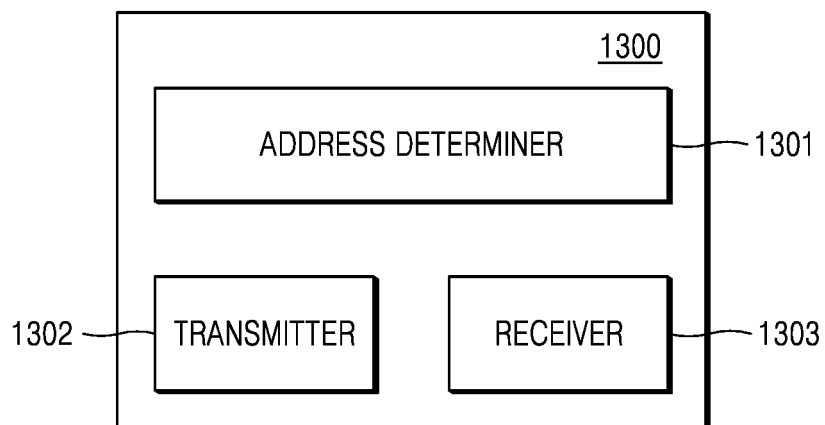 1300
ADDRESS DETERMINER
1301
1302
TRANSMITTER
RECEIVER
1303